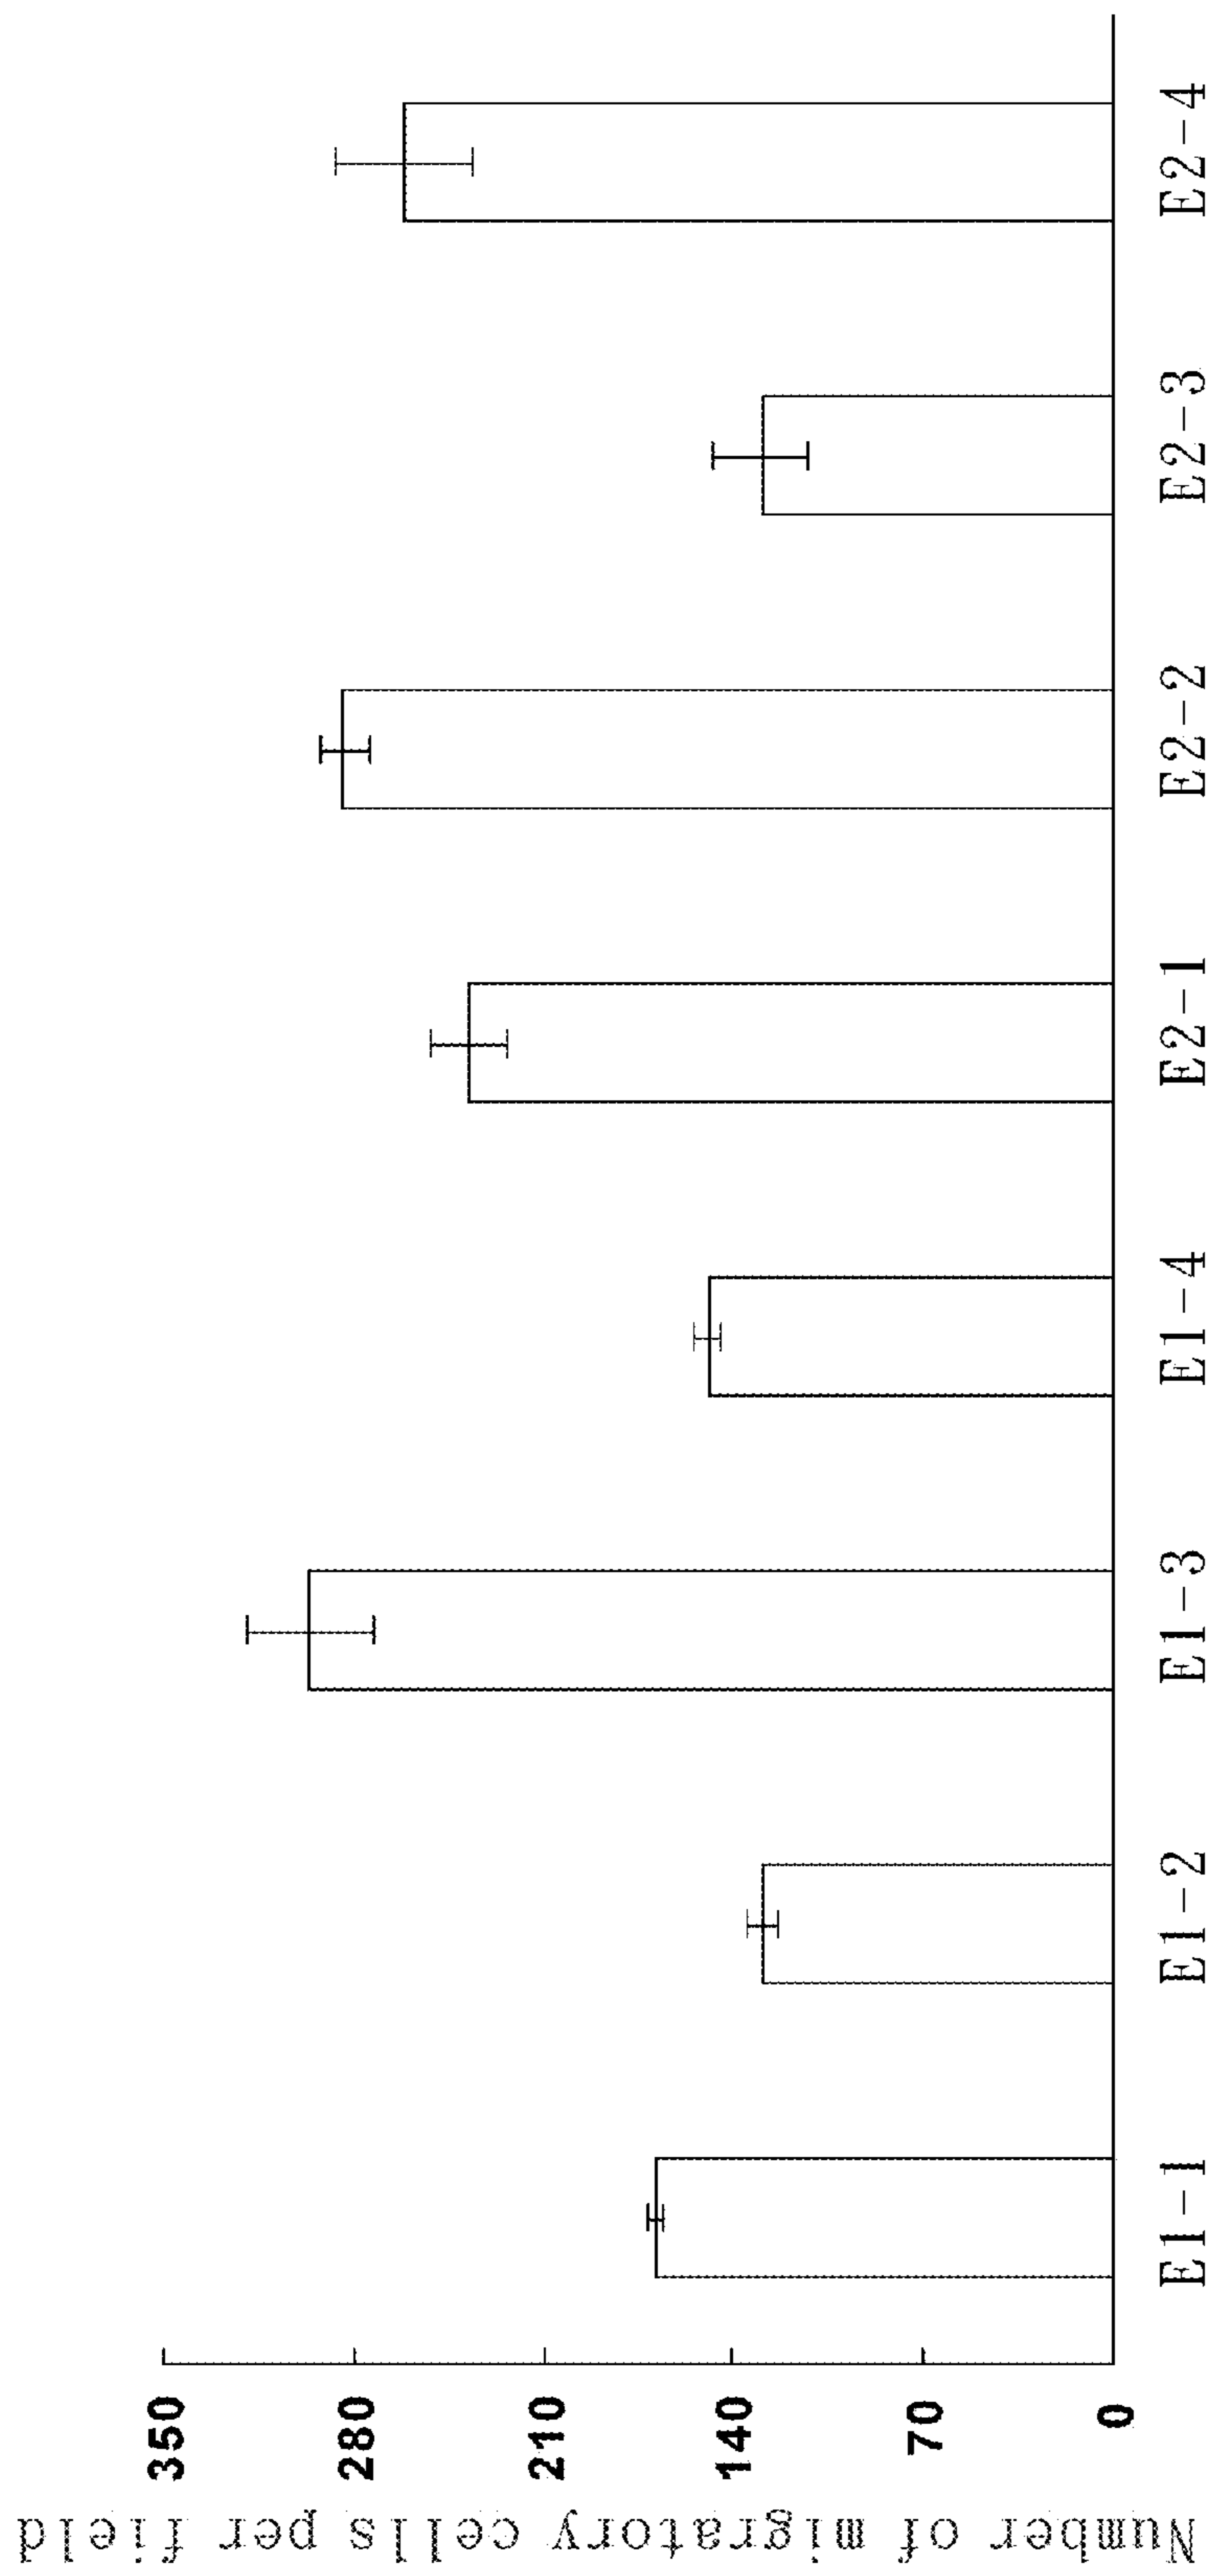 Number of migratory cells per field
350
280
210
140
70
0
E1-1
E1-2
E1-3
E1-4
E2-1
E2-2
E2-3
E2-4